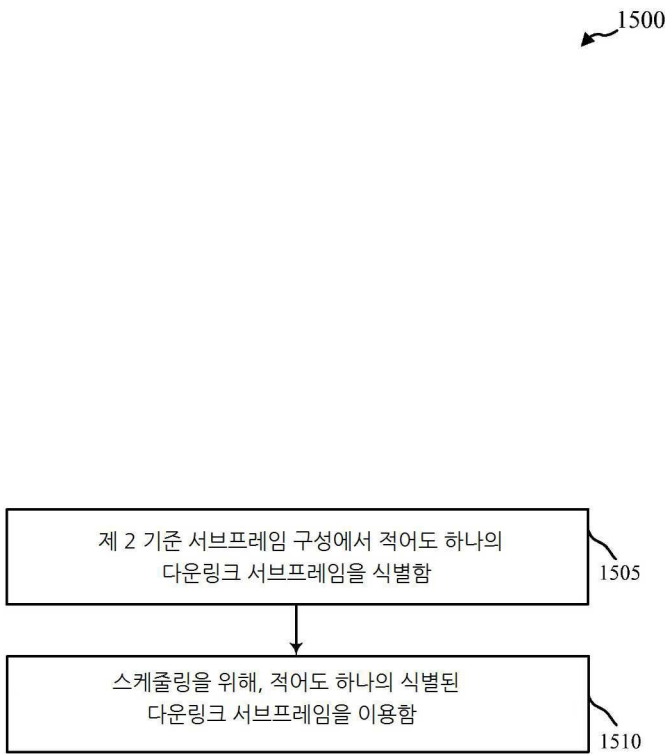 1500
제 2 기준 서브프레임 구성에서 적어도 하나의
다운링크 서브프레임을 식별함
1505
스케줄링을 위해, 적어도 하나의 식별된
다운링크 서브프레임을 이용함
1510